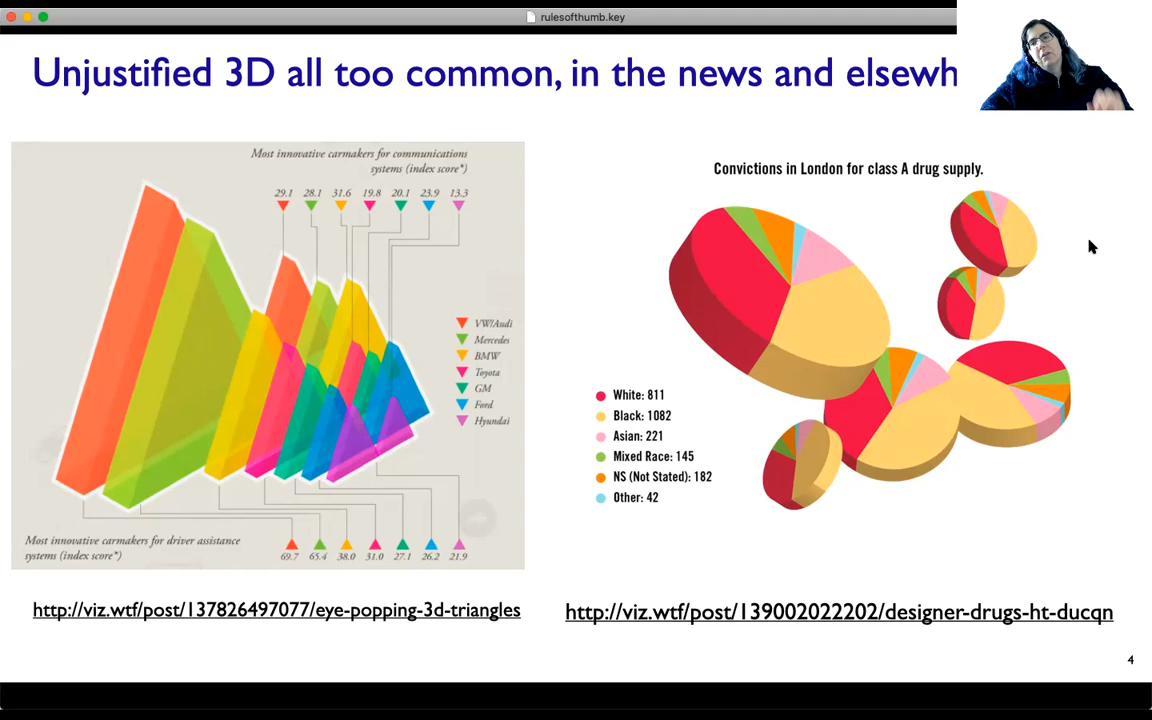 rulesofthumb.key
Unjustified 3D all too common, in the news and elsewh
Most innovative carmakers for communications
systems (index score*)
29.1 28.1 31.6 19.8 20.1 23.9 13.3
VW/Audi
Mercedes
BMW
Toyota
GM
Ford
Hyundai
Most innovative carmakers for driver assistance
systems (index score*)
69.7 65.4 38.0 31.0 27.1 26.2 21.9
http://viz.wtf/post/137826497077/eye-popping-3d-triangles
Convictions in London for class A drug supply.
White: 811
Black: 1082
Asian: 221
Mixed Race: 145
NS (Not Stated): 182
Other: 42
http://viz.wtf/post/139002022202/designer-drugs-ht-ducqn
4